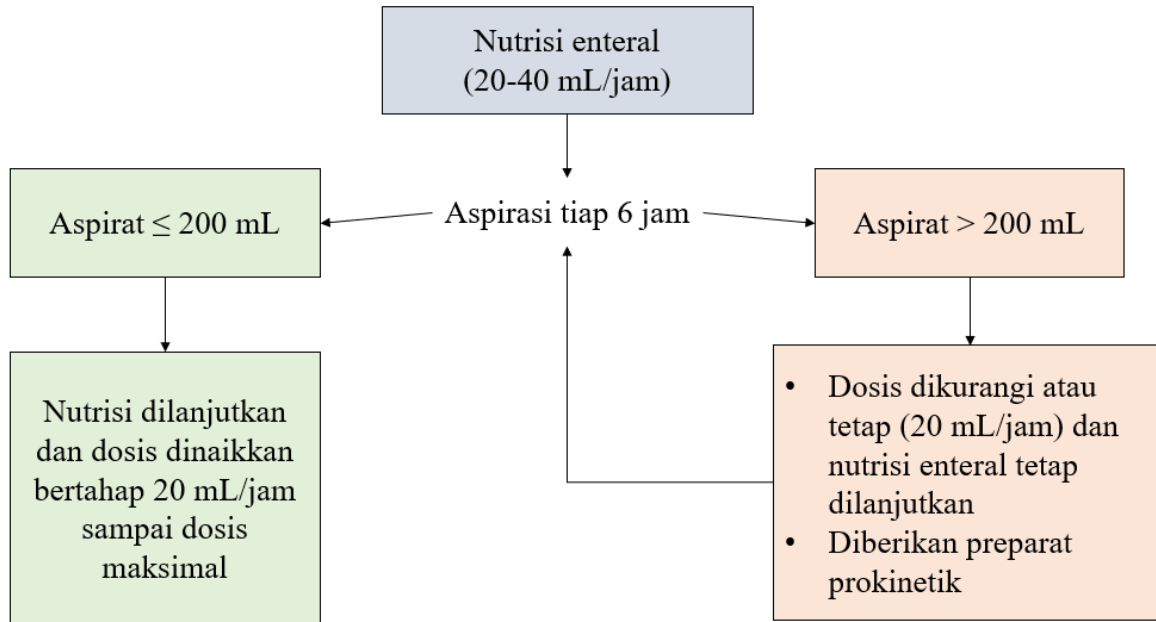 Nutrisi enteral
(20-40 mL/jam)
Aspirat ≤ 200 mL
Aspirasi tiap 6 jam
Aspirat > 200 mL
Nutrisi dilanjutkan
dan dosis dinaikkan
bertahap 20 mL/jam
sampai dosis
maksimal
• Dosis dikurangi atau
tetap (20 mL/jam) dan
nutrisi enteral tetap
dilanjutkan
• Diberikan preparat
prokinetik